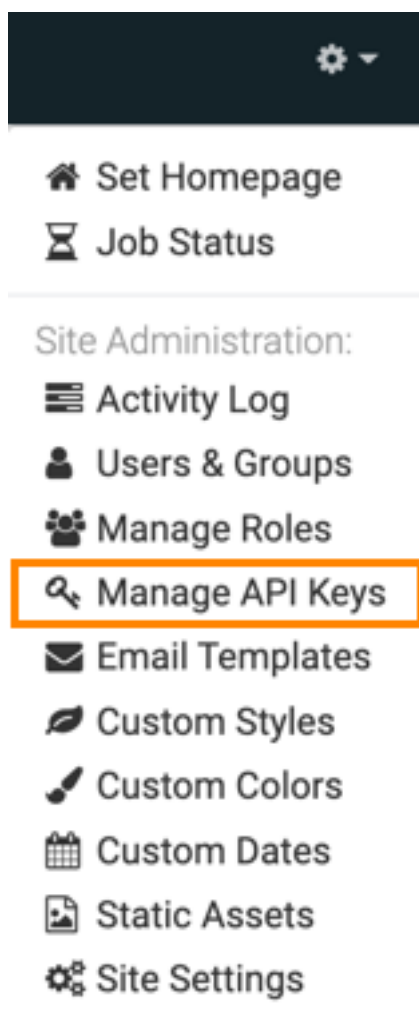 Set Homepage
Job Status
Site Administration:
Activity Log
Users & Groups
Manage Roles
Manage API Keys
Email Templates
Custom Styles
Custom Colors
Custom Dates
Static Assets
Site Settings